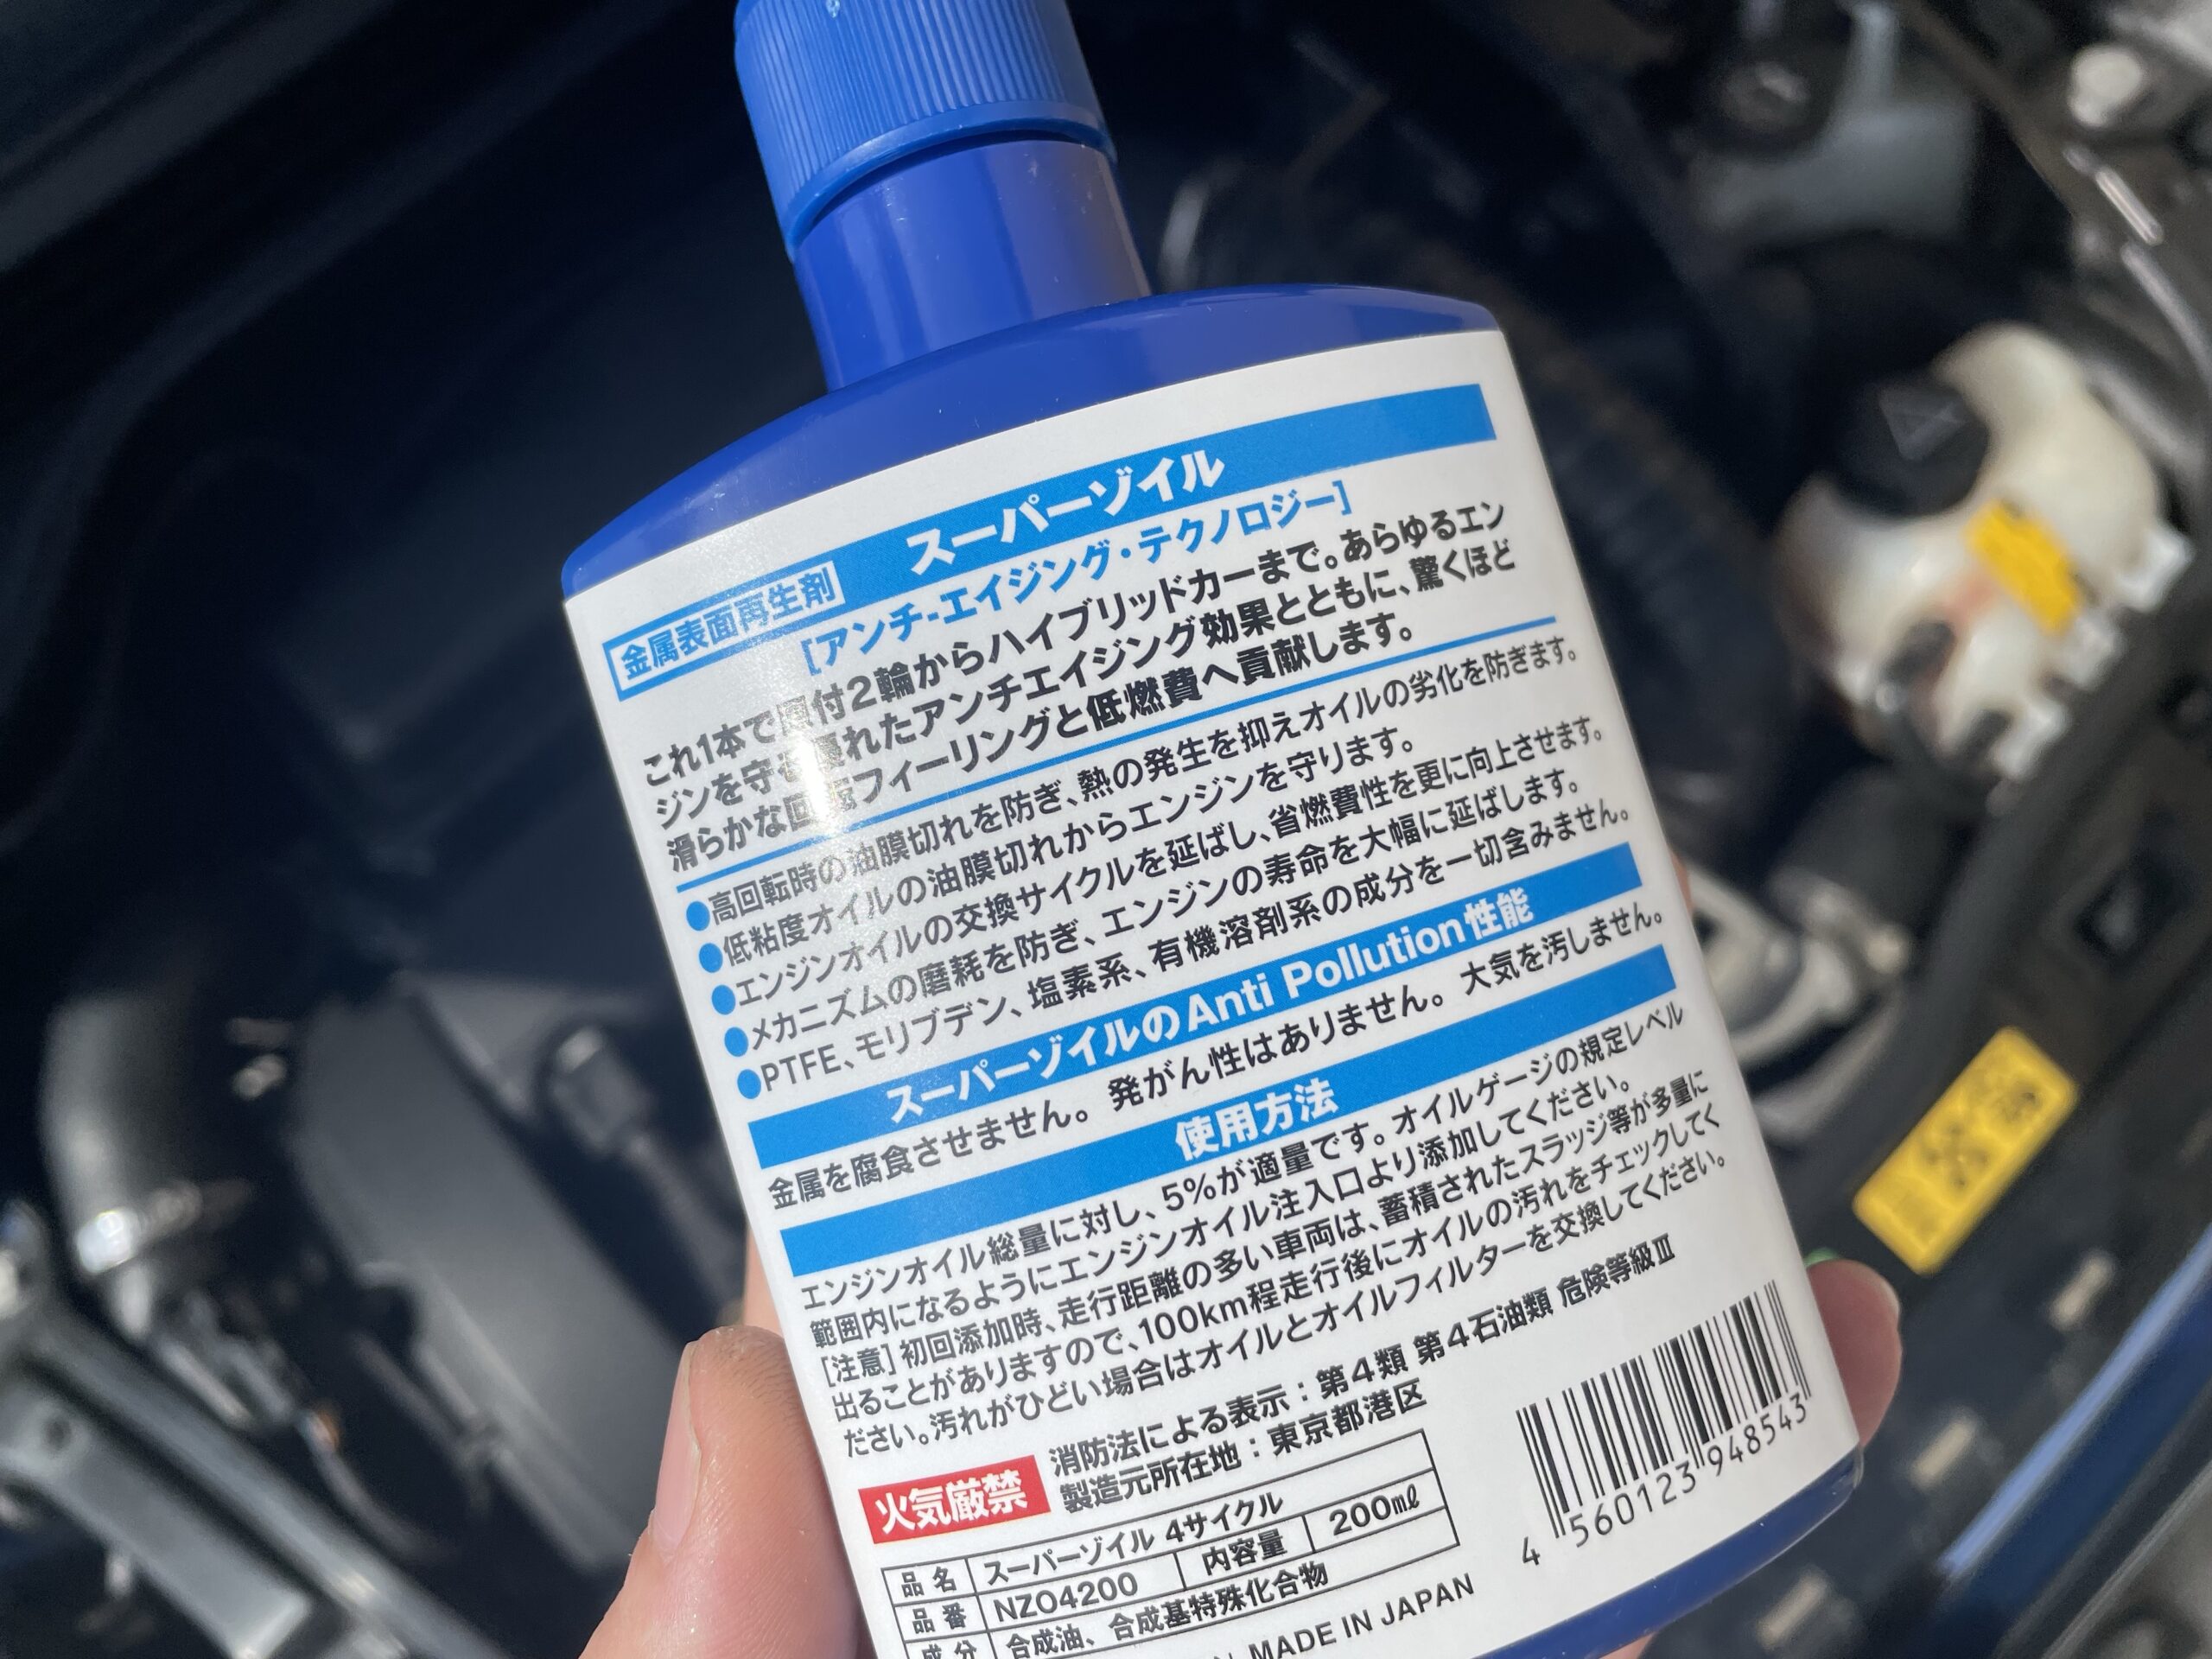 金属表面再生剤 スーパーゾイル
[アンチ-エイジング・テクノロジー]
これ1本で原付2輪からハイブリッドカーまで。あらゆるエン
ジンを守る優れたアンチエイジング効果とともに、驚くほど
滑らかな回転フィーリングと低燃費へ貢献します。
●高回転時の油膜切れを防ぎ、熱の発生を抑えオイルの劣化を防ぎます。
●低粘度オイルの油膜切れからエンジンを守ります。
●エンジンオイルの交換サイクルを延ばし、省燃費性を更に向上させます。
●メカニズムの磨耗を防ぎ、エンジンの寿命を大幅に延ばします。
●PTFE、モリブデン、塩素系、有機溶剤系の成分を一切含みません。
スーパーゾイルのAnti Pollution性能
金属を腐食させません。発がん性はありません。大気を汚しません。
使用方法
エンジンオイル総量に対し、5%が適量です。オイルゲージの規定レベル
範囲内になるようにエンジンオイル注入口より添加してください。
[注意]初回添加時、走行距離の多い車両は、蓄積されたスラッジ等が多量に
出ることがありますので、100km程走行後にオイルの汚れをチェックしてく
ださい。汚れがひどい場合はオイルとオイルフィルターを交換してください。
火気厳禁
消防法による表示:第4類 第4石油類 危険等級Ⅲ
製造元所在地:東京都港区
品名 スーパーゾイル 4サイクル
品番 NZO4200 内容量 200㎖
成分 合成油、合成基特殊化合物
MADE IN JAPAN
4 560123 948543